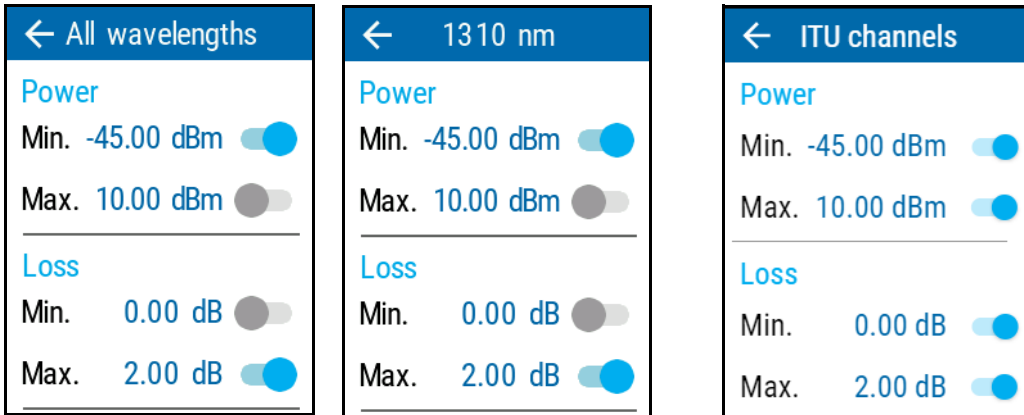 All wavelengths
Power
Min. -45.00 dBm
Max. 10.00 dBm
Loss
Min. 0.00 dB
Max. 2.00 dB
1310 nm
Power
Min. -45.00 dBm
Max. 10.00 dBm
Loss
Min. 0.00 dB
Max. 2.00 dB
ITU channels
Power
Min. -45.00 dBm
Max. 10.00 dBm
Loss
Min. 0.00 dB
Max. 2.00 dB